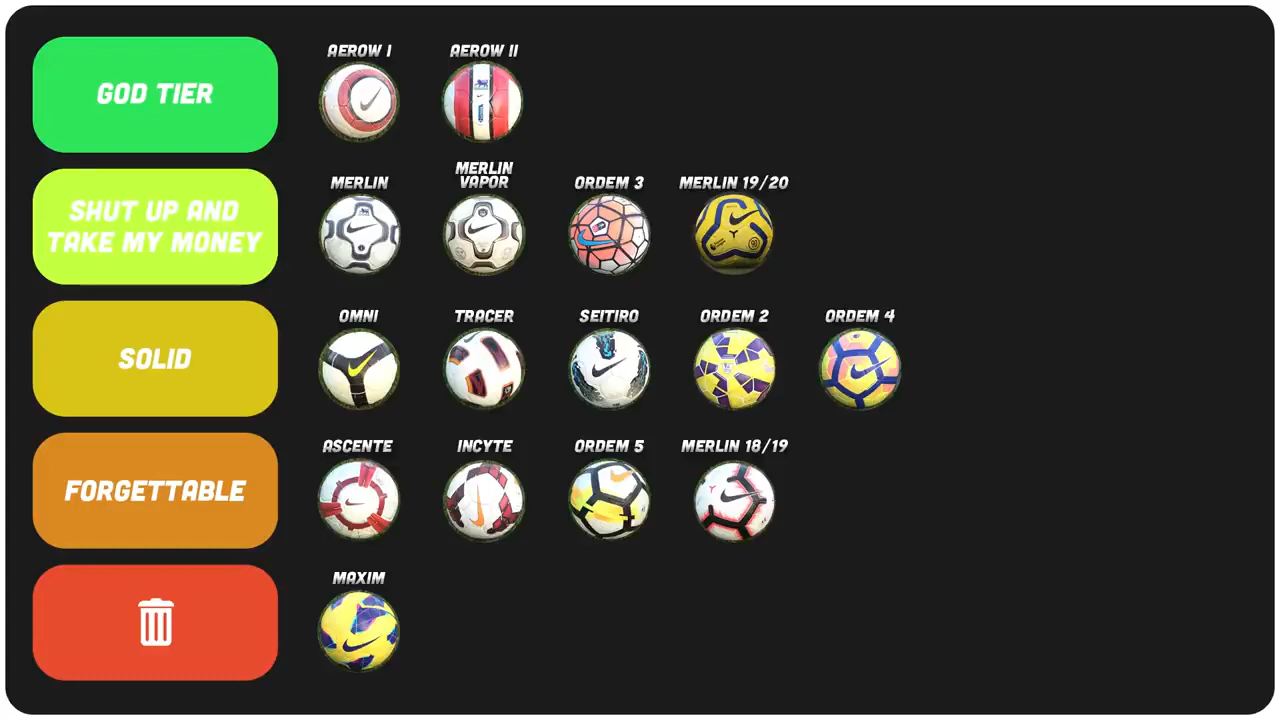 GOD TIER
AEROW I
AEROW II
SHUT UP AND
TAKE MY MONEY
MERLIN
MERLIN
VAPOR
ORDEM 3
MERLIN 19/20
SOLID
OMNI
TRACER
SEITIRO
ORDEM 2
ORDEM 4
FORGETTABLE
ASCENTE
INCYTE
ORDEM 5
MERLIN 18/19
MAXIM